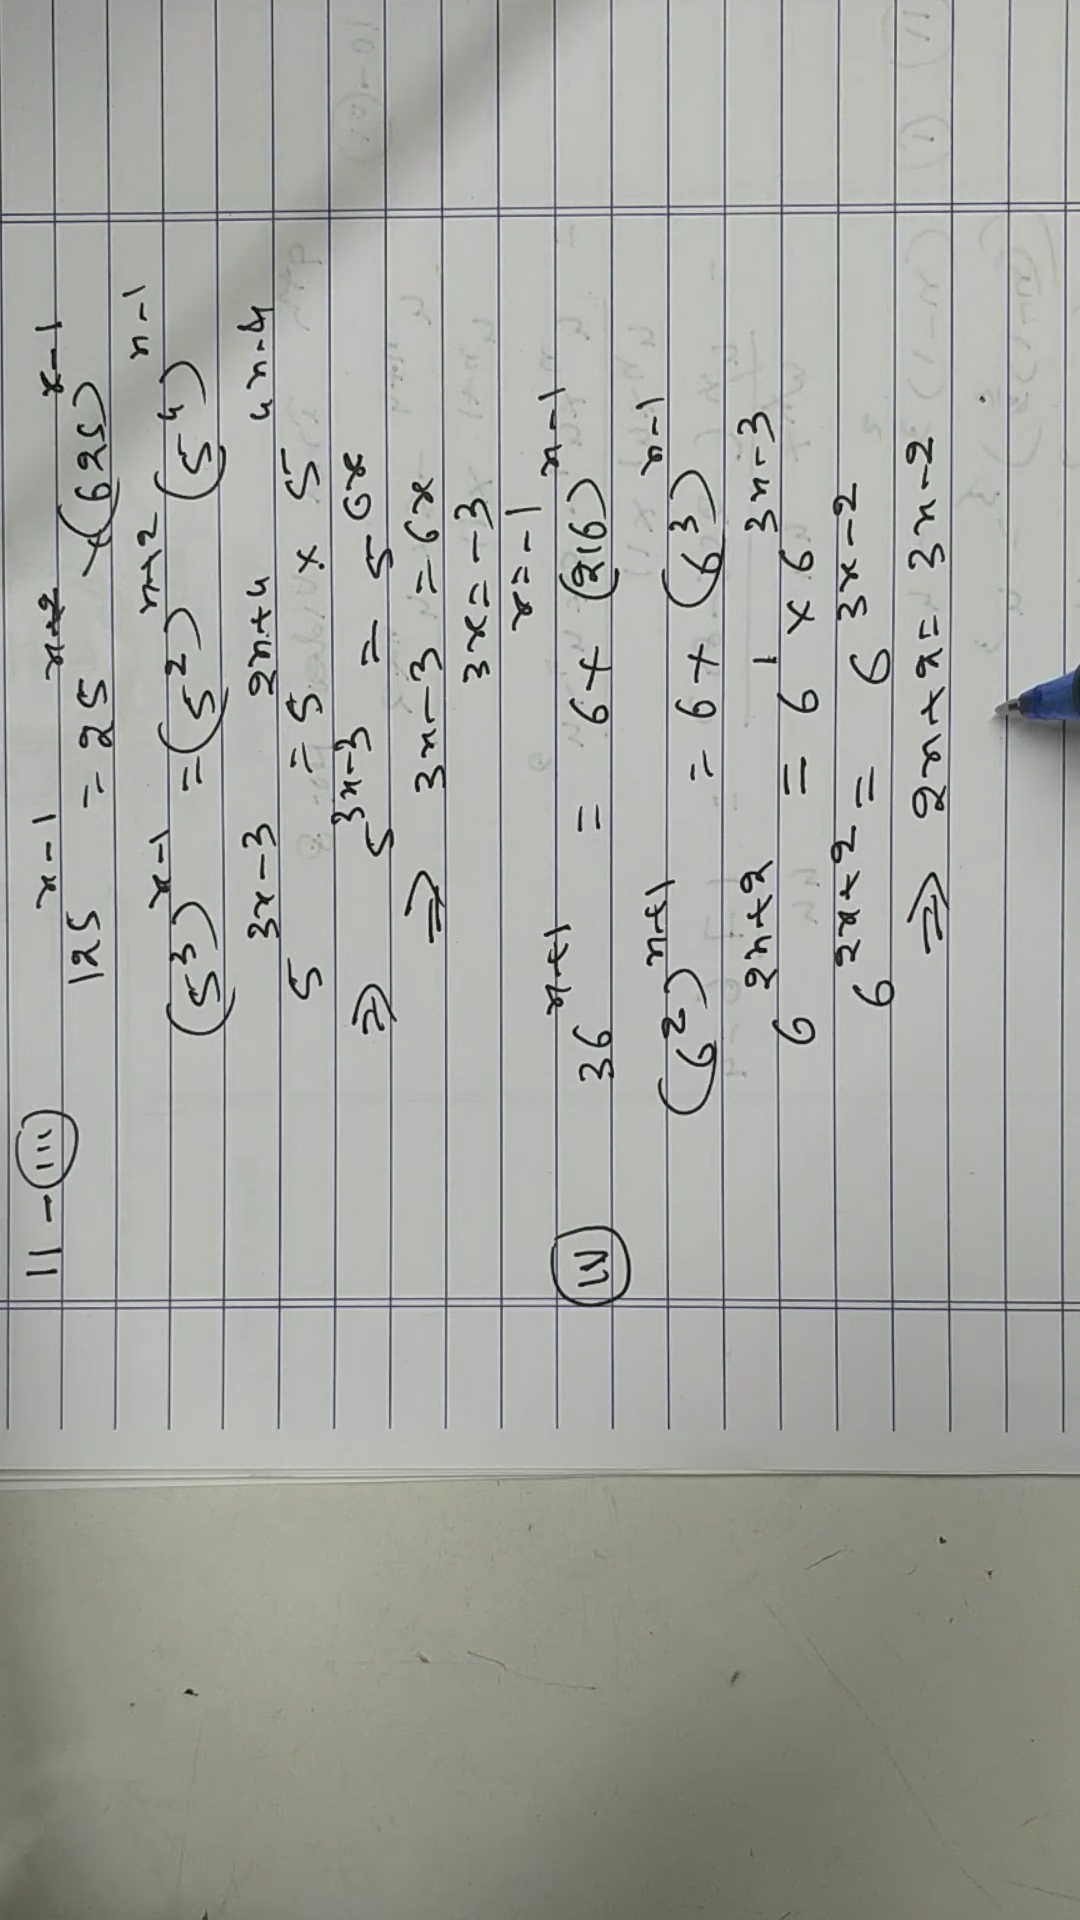 11 - (iii)
125^(x-1) = 25^(x+2) × (625)^(x-1)
(5^3)^(x-1) = (5^2)^(x+2) (5^4)^(x-1)
5^(3x-3) = 5^(2x+4) × 5^(4x-4)
⇒ 5^(3x-3) = 5^(6x)
⇒ 3x-3 = 6x
3x = -3
x = -1
(iv) 36^(x+1) = 6 × (216)^(x-1)
(6^2)^(x+1) = 6 × (6^3)^(x-1)
6^(2x+2) = 6^1 × 6^(3x-3)
6^(2x+2) = 6^(3x-2)
⇒ 2x+2 = 3x-2